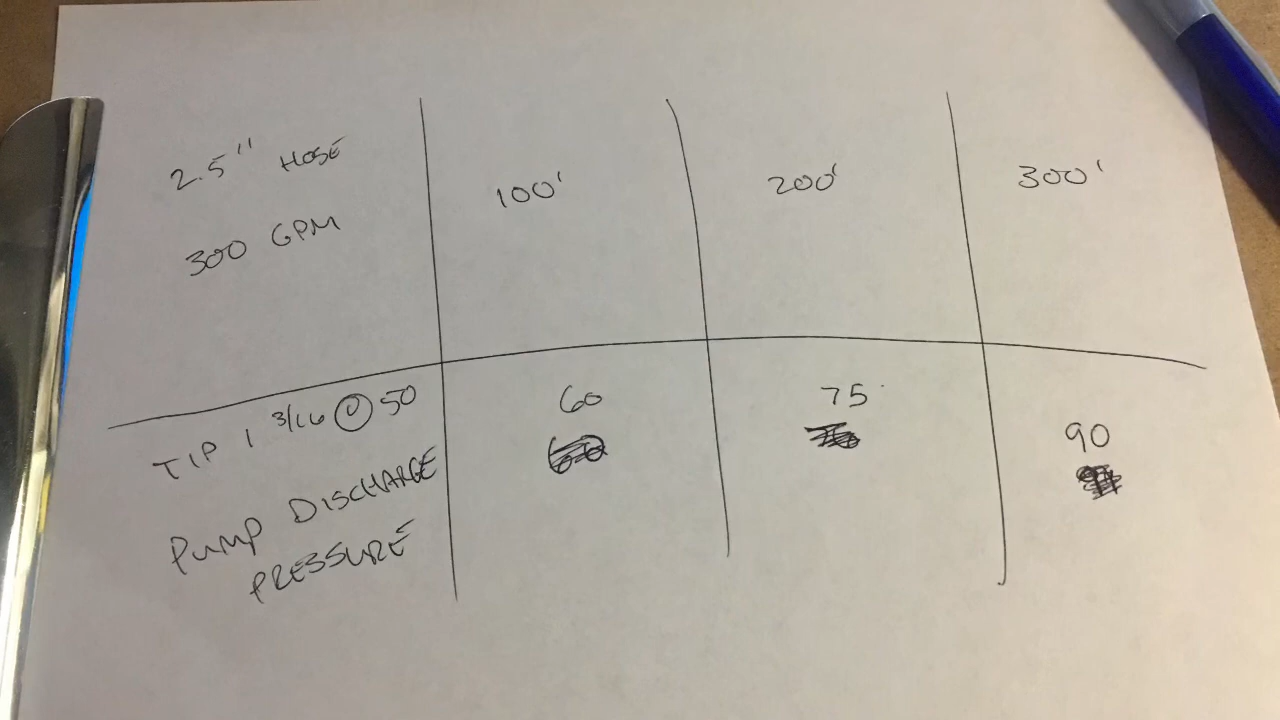 2.5" HOSE
300 GPM
100'
200'
300'
TIP 1 3/16 @ 50
PUMP DISCHARGE
PRESSURE
60
75
90